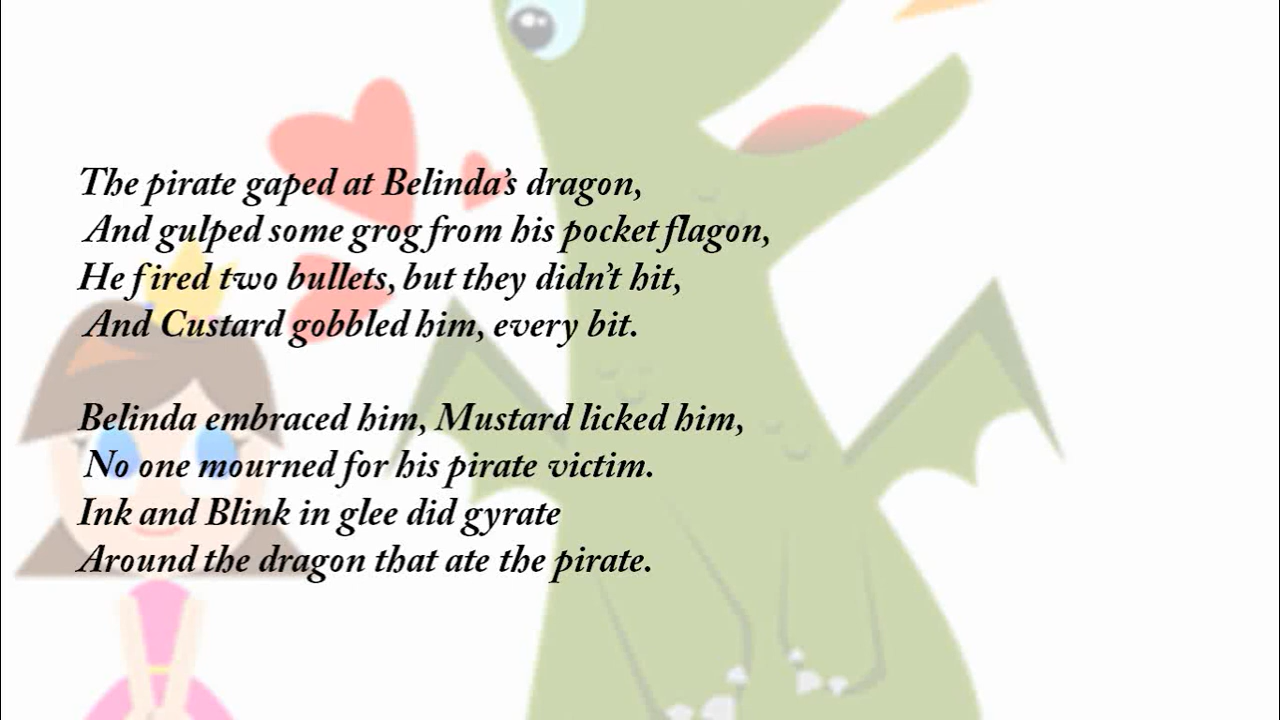 The pirate gaped at Belinda’s dragon,
And gulped some grog from his pocket flagon,
He fired two bullets, but they didn’t hit,
And Custard gobbled him, every bit.
Belinda embraced him, Mustard licked him,
No one mourned for his pirate victim.
Ink and Blink in glee did gyrate
Around the dragon that ate the pirate.